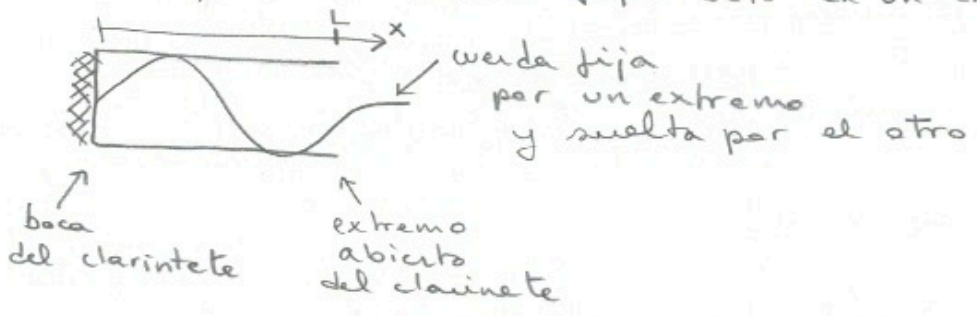 L
x
cuerda fija
por un extremo
y suelta por el otro
boca
del clarintete
extremo
abierto
del clarinete